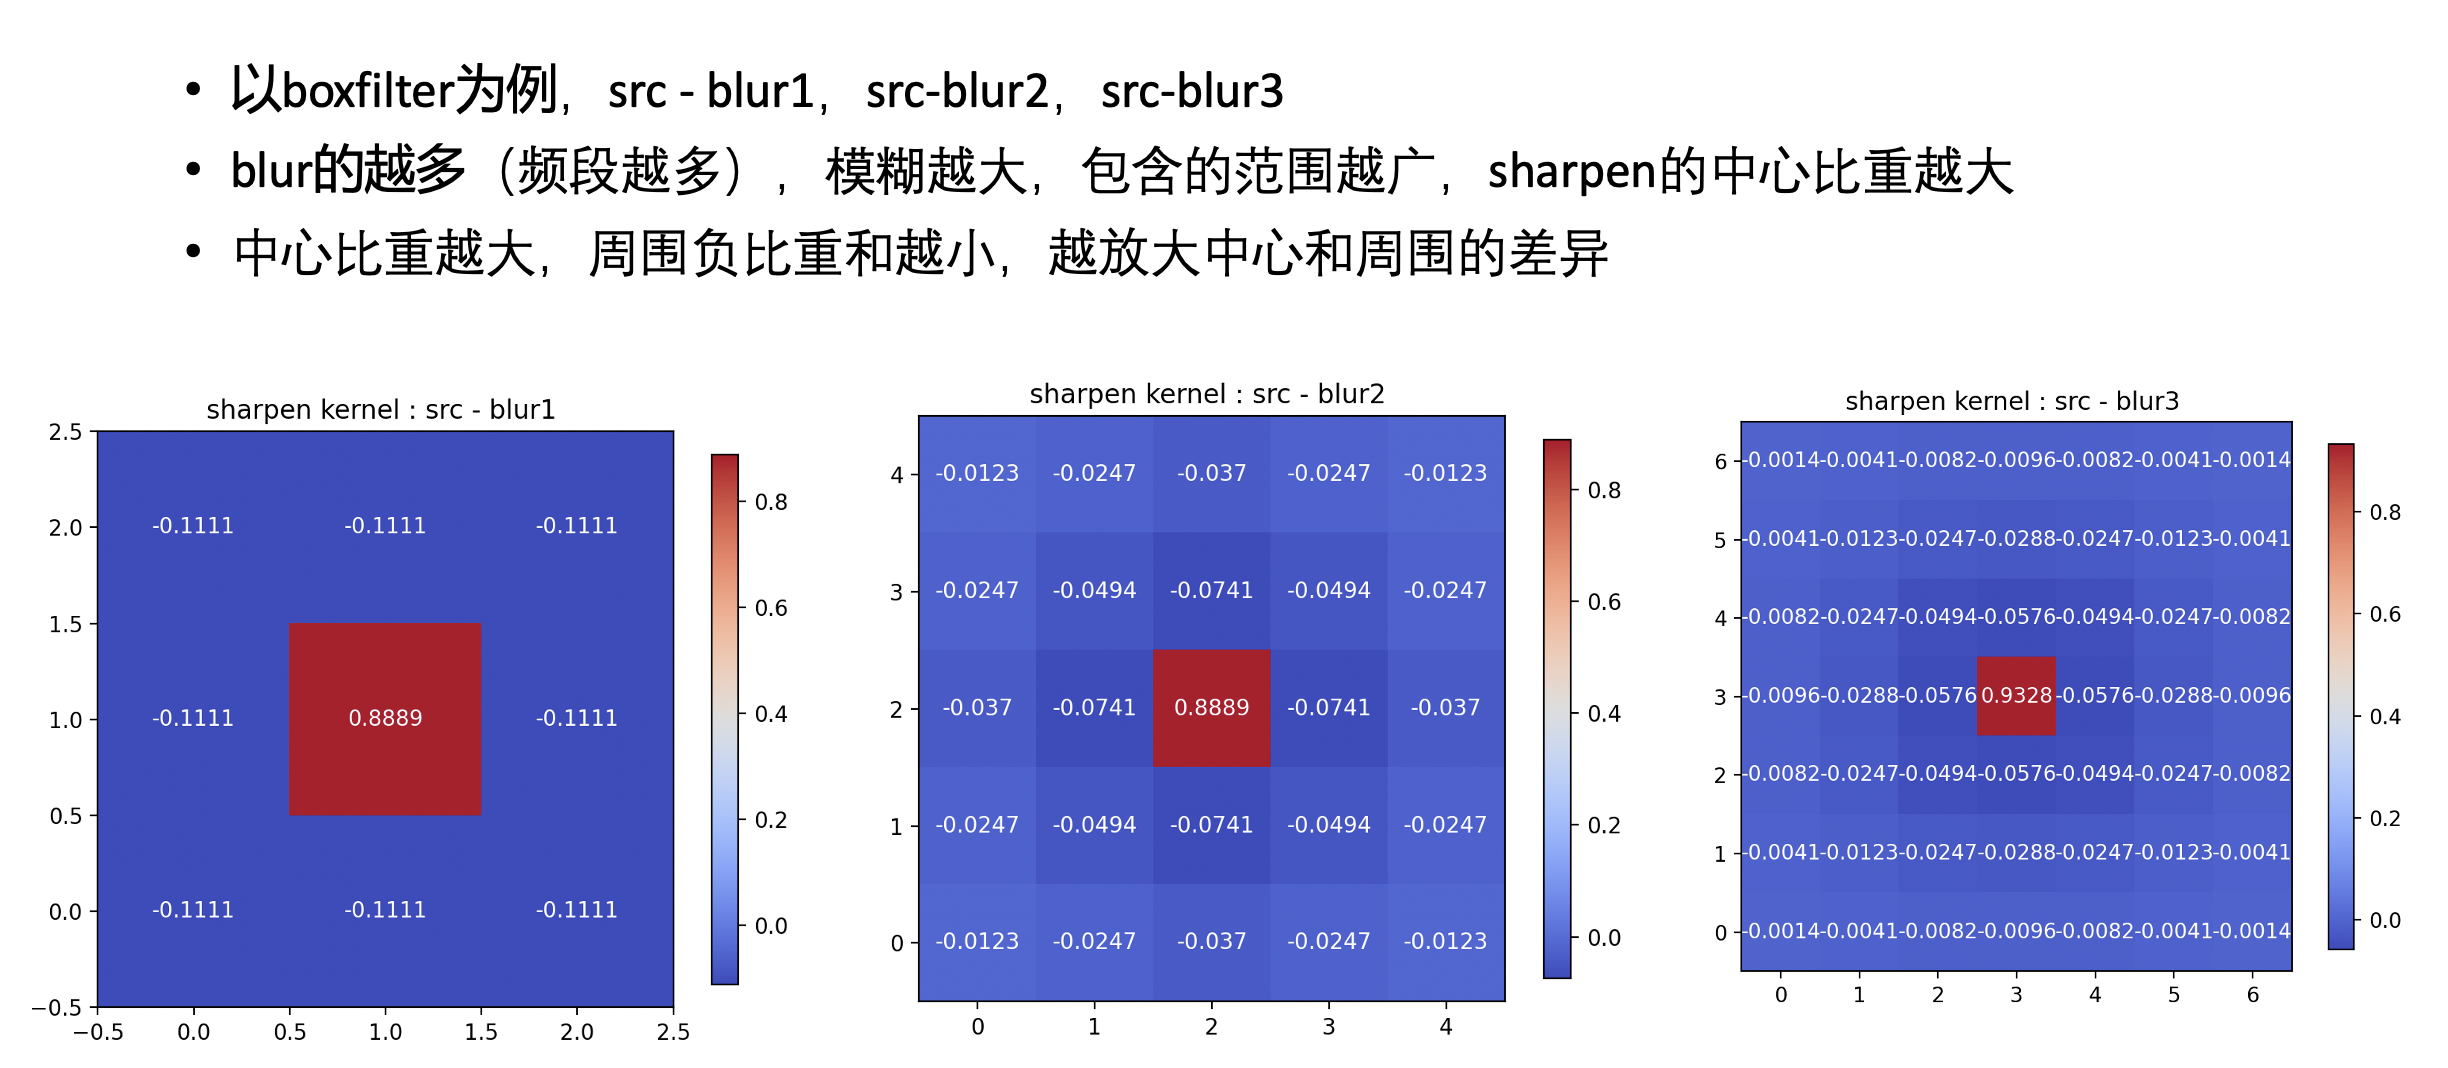 • 以boxfilter为例，src - blur1，src-blur2，src-blur3
• blur的越多（频段越多），模糊越大，包含的范围越广，sharpen的中心比重越大
• 中心比重越大，周围负比重和越小，越放大中心和周围的差异
sharpen kernel : src - blur1
2.5
2.0
1.5
1.0
0.5
0.0
−0.5
-0.1111 -0.1111 -0.1111
-0.1111 0.8889 -0.1111
-0.1111 -0.1111 -0.1111
−0.5 0.0 0.5 1.0 1.5 2.0 2.5
0.8
0.6
0.4
0.2
0.0
sharpen kernel : src - blur2
4
3
2
1
0
-0.0123 -0.0247 -0.037 -0.0247 -0.0123
-0.0247 -0.0494 -0.0741 -0.0494 -0.0247
-0.037 -0.0741 0.8889 -0.0741 -0.037
-0.0247 -0.0494 -0.0741 -0.0494 -0.0247
-0.0123 -0.0247 -0.037 -0.0247 -0.0123
0 1 2 3 4
0.8
0.6
0.4
0.2
0.0
sharpen kernel : src - blur3
6
5
4
3
2
1
0
-0.0014 -0.0041 -0.0082 -0.0096 -0.0082 -0.0041 -0.0014
-0.0041 -0.0123 -0.0247 -0.0288 -0.0247 -0.0123 -0.0041
-0.0082 -0.0247 -0.0494 -0.0576 -0.0494 -0.0247 -0.0082
-0.0096 -0.0288 -0.0576 0.9328 -0.0576 -0.0288 -0.0096
-0.0082 -0.0247 -0.0494 -0.0576 -0.0494 -0.0247 -0.0082
-0.0041 -0.0123 -0.0247 -0.0288 -0.0247 -0.0123 -0.0041
-0.0014 -0.0041 -0.0082 -0.0096 -0.0082 -0.0041 -0.0014
0 1 2 3 4 5 6
0.8
0.6
0.4
0.2
0.0